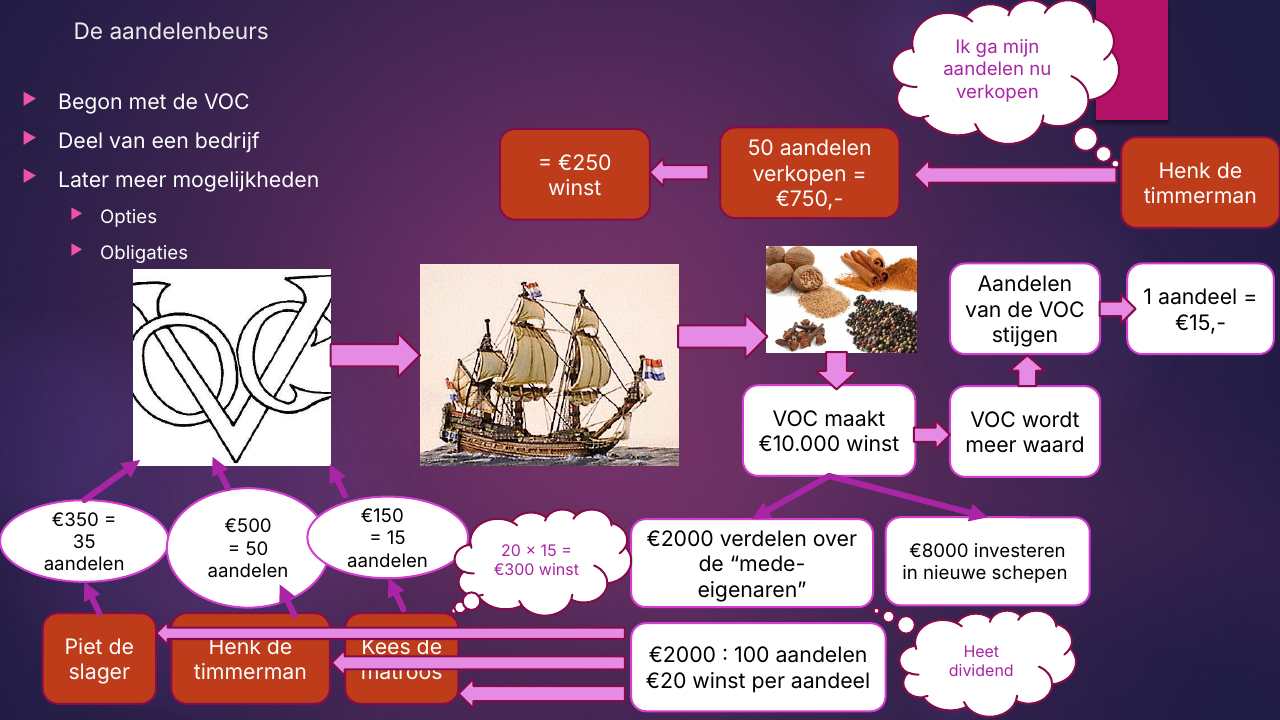 De aandelenbeurs
Begon met de VOC
Deel van een bedrijf
Later meer mogelijkheden
Opties
Obligaties
Ik ga mijn
aandelen nu
verkopen
Henk de
timmerman
50 aandelen
verkopen =
€750,-
= €250
winst
VOC
Aandelen
van de VOC
stijgen
1 aandeel =
€15,-
VOC maakt
€10.000 winst
VOC wordt
meer waard
€350 =
35
aandelen
€500
= 50
aandelen
€150
= 15
aandelen
20 × 15 =
€300 winst
€2000 verdelen over
de “mede-
eigenaren”
€8000 investeren
in nieuwe schepen
Piet de
slager
Henk de
timmerman
Kees de
matroos
€2000 : 100 aandelen
€20 winst per aandeel
Heet
dividend